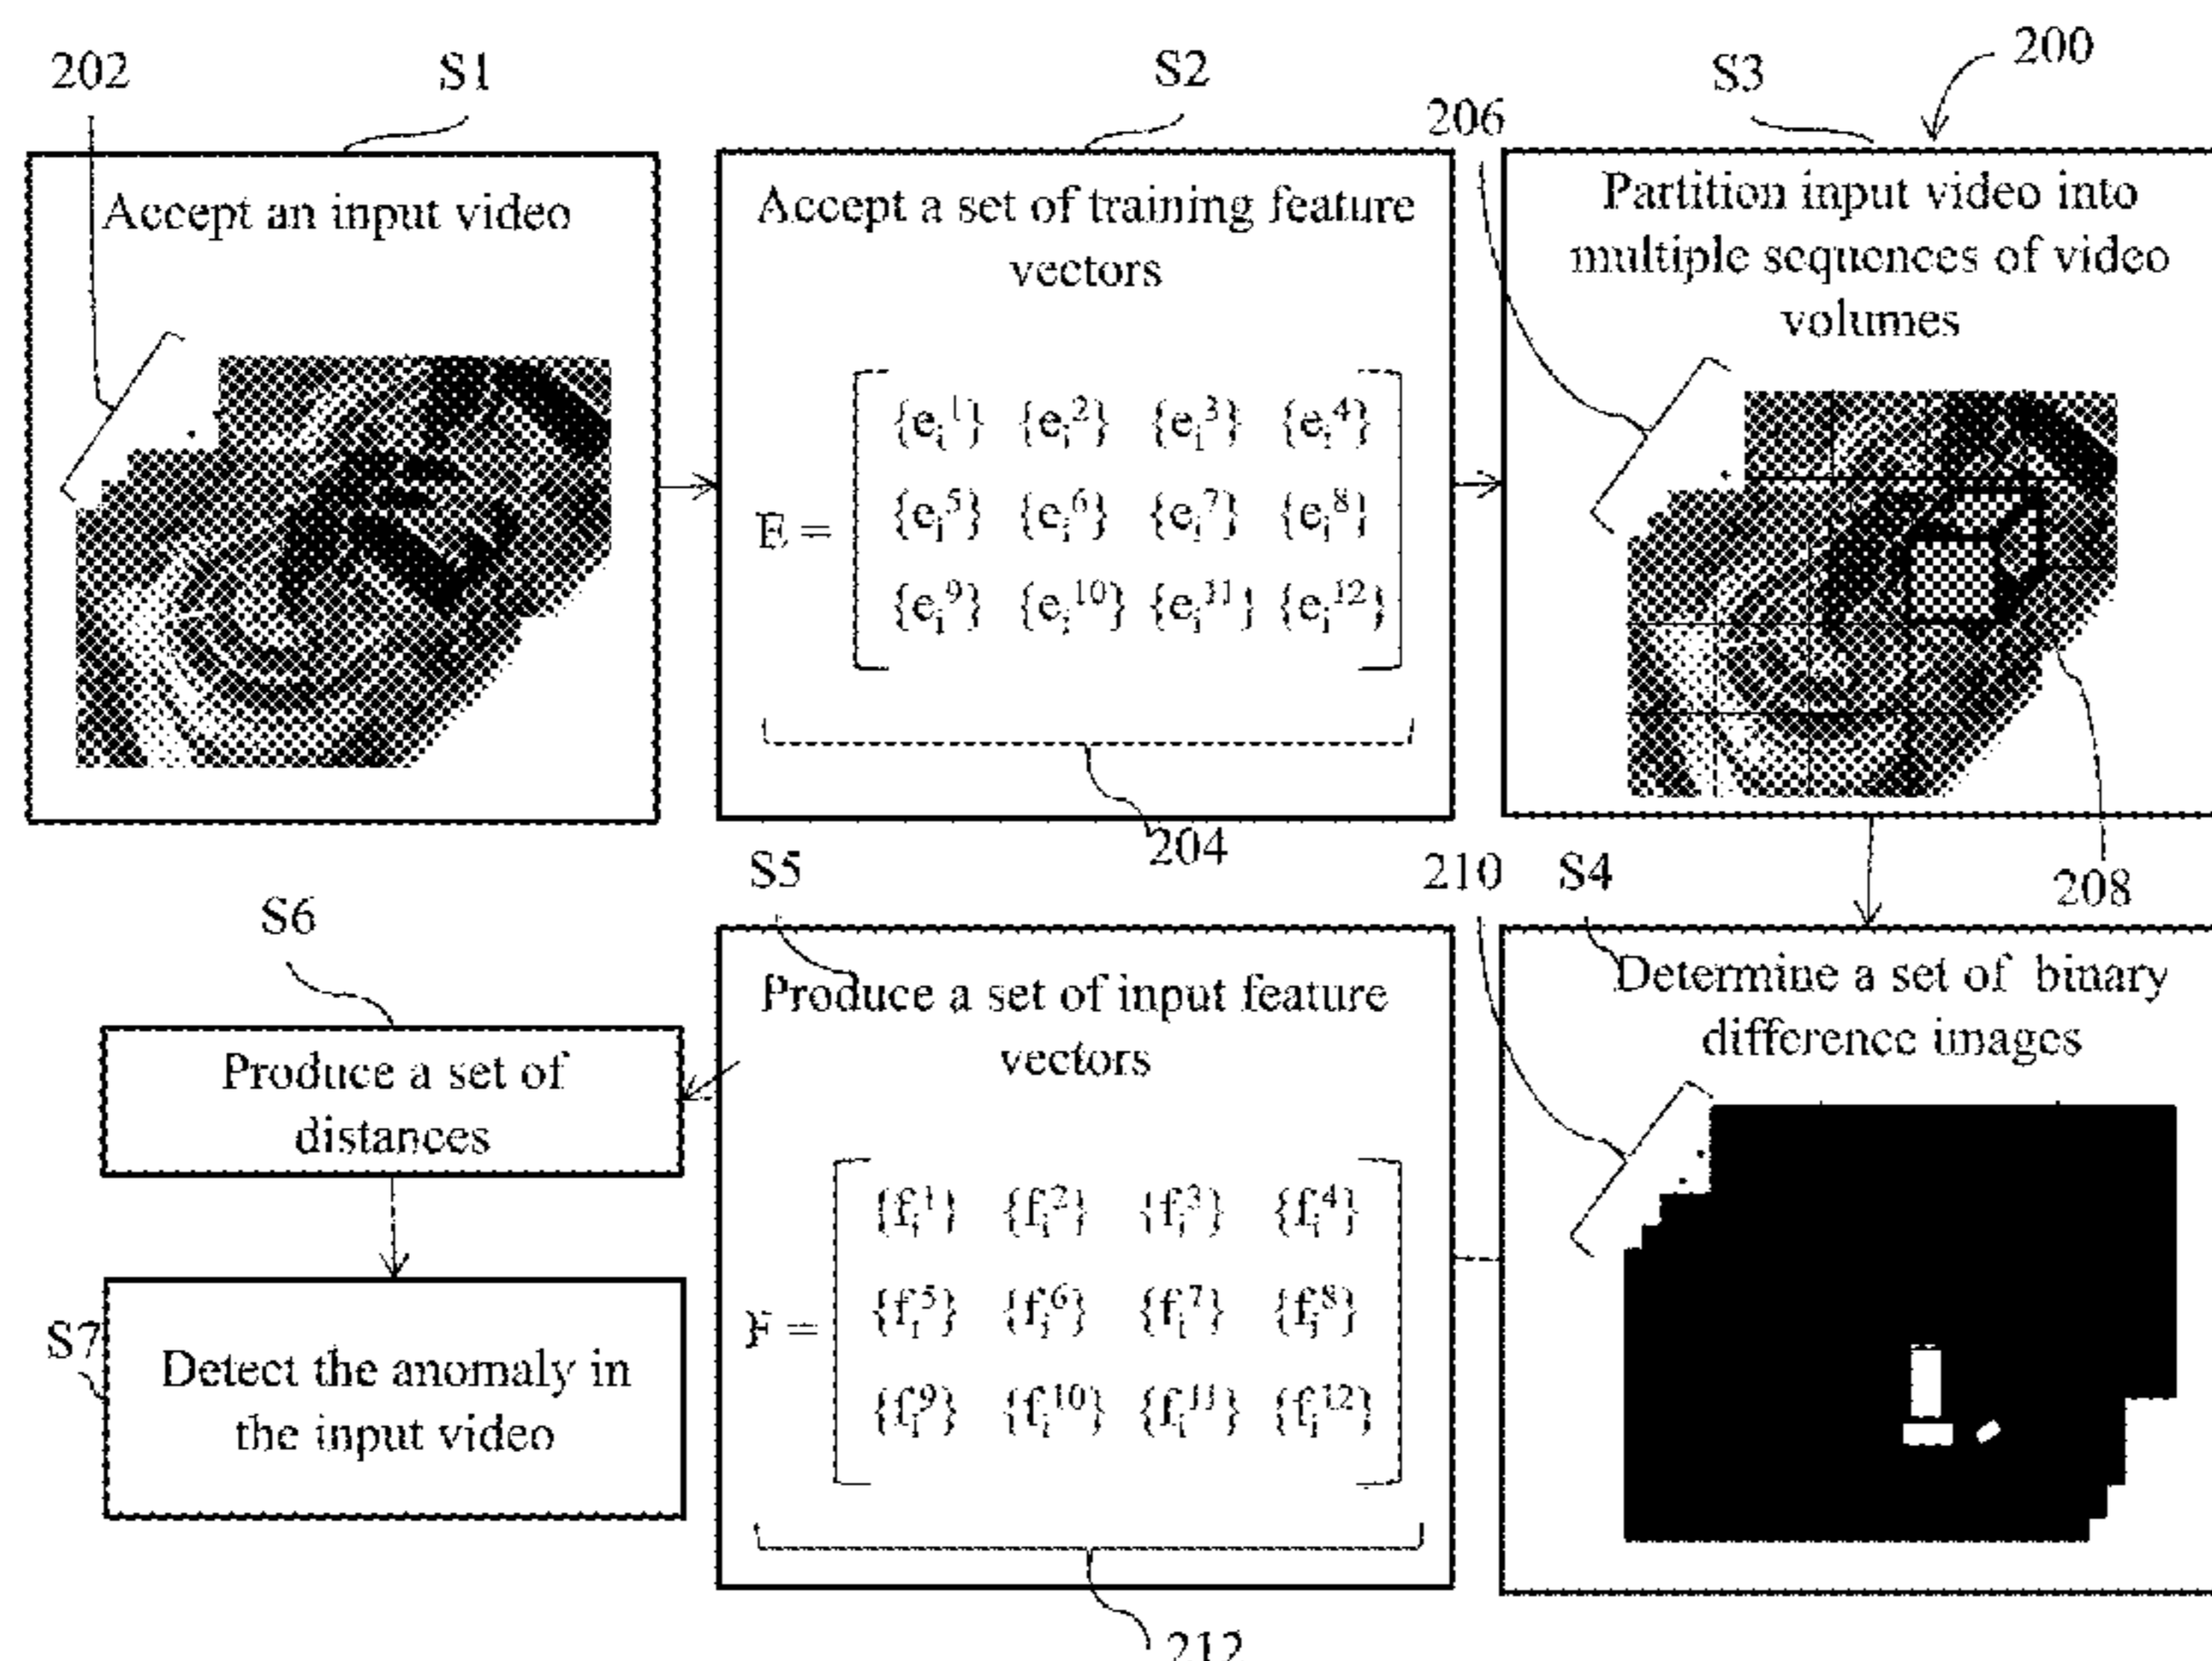 202
S1
S2
S3
200
206
Accept an input video
Accept a set of training feature
vectors
E =
{e_i^1} {e_i^2} {e_i^3} {e_i^4}
{e_i^5} {e_i^6} {e_i^7} {e_i^8}
{e_i^9} {e_i^10} {e_i^11} {e_i^12}
204
Partition input video into
multiple sequences of video
volumes
208
S4
210
Determine a set of binary
difference images
S5
Produce a set of input feature
vectors
F =
{f_i^1} {f_i^2} {f_i^3} {f_i^4}
{f_i^5} {f_i^6} {f_i^7} {f_i^8}
{f_i^9} {f_i^10} {f_i^11} {f_i^12}
212
S6
Produce a set of
distances
S7
Detect the anomaly in
the input video